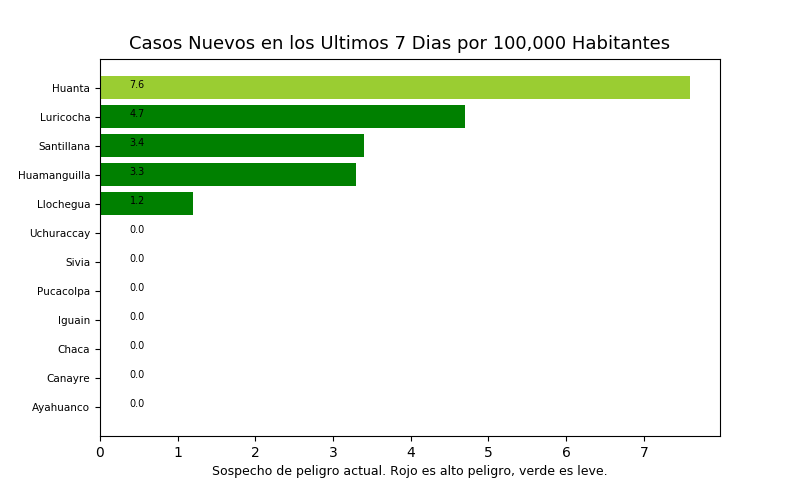 Casos Nuevos en los Ultimos 7 Dias por 100,000 Habitantes
Huanta 7.6
Luricocha 4.7
Santillana 3.4
Huamanguilla 3.3
Llochegua 1.2
Uchuraccay 0.0
Sivia 0.0
Pucacolpa 0.0
Iguain 0.0
Chaca 0.0
Canayre 0.0
Ayahuanco 0.0
0 1 2 3 4 5 6 7
Sospecho de peligro actual. Rojo es alto peligro, verde es leve.